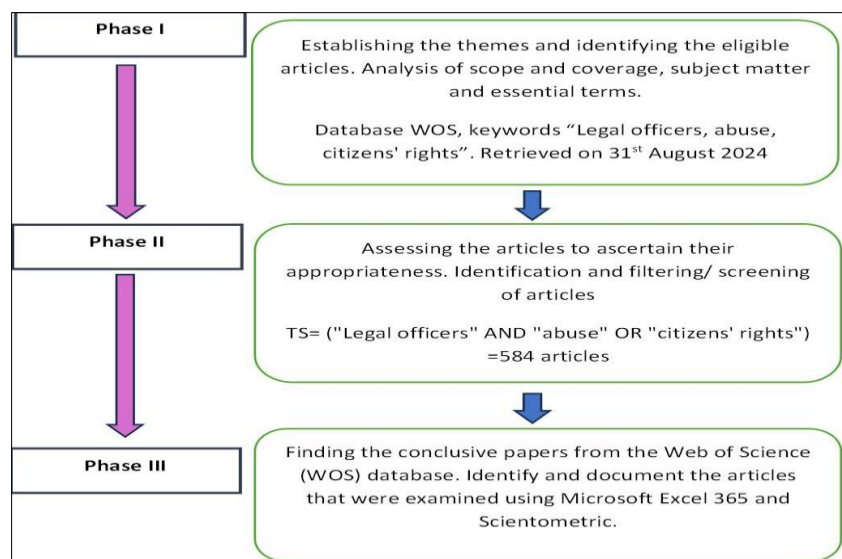 Phase I
Establishing the themes and identifying the eligible
articles. Analysis of scope and coverage, subject matter
and essential terms.
Database WOS, keywords “Legal officers, abuse,
citizens' rights”. Retrieved on 31st August 2024
Phase II
Assessing the articles to ascertain their
appropriateness. Identification and filtering/ screening
of articles
TS= ("Legal officers" AND "abuse" OR "citizens' rights")
=584 articles
Phase III
Finding the conclusive papers from the Web of Science
(WOS) database. Identify and document the articles
that were examined using Microsoft Excel 365 and
Scientometric.